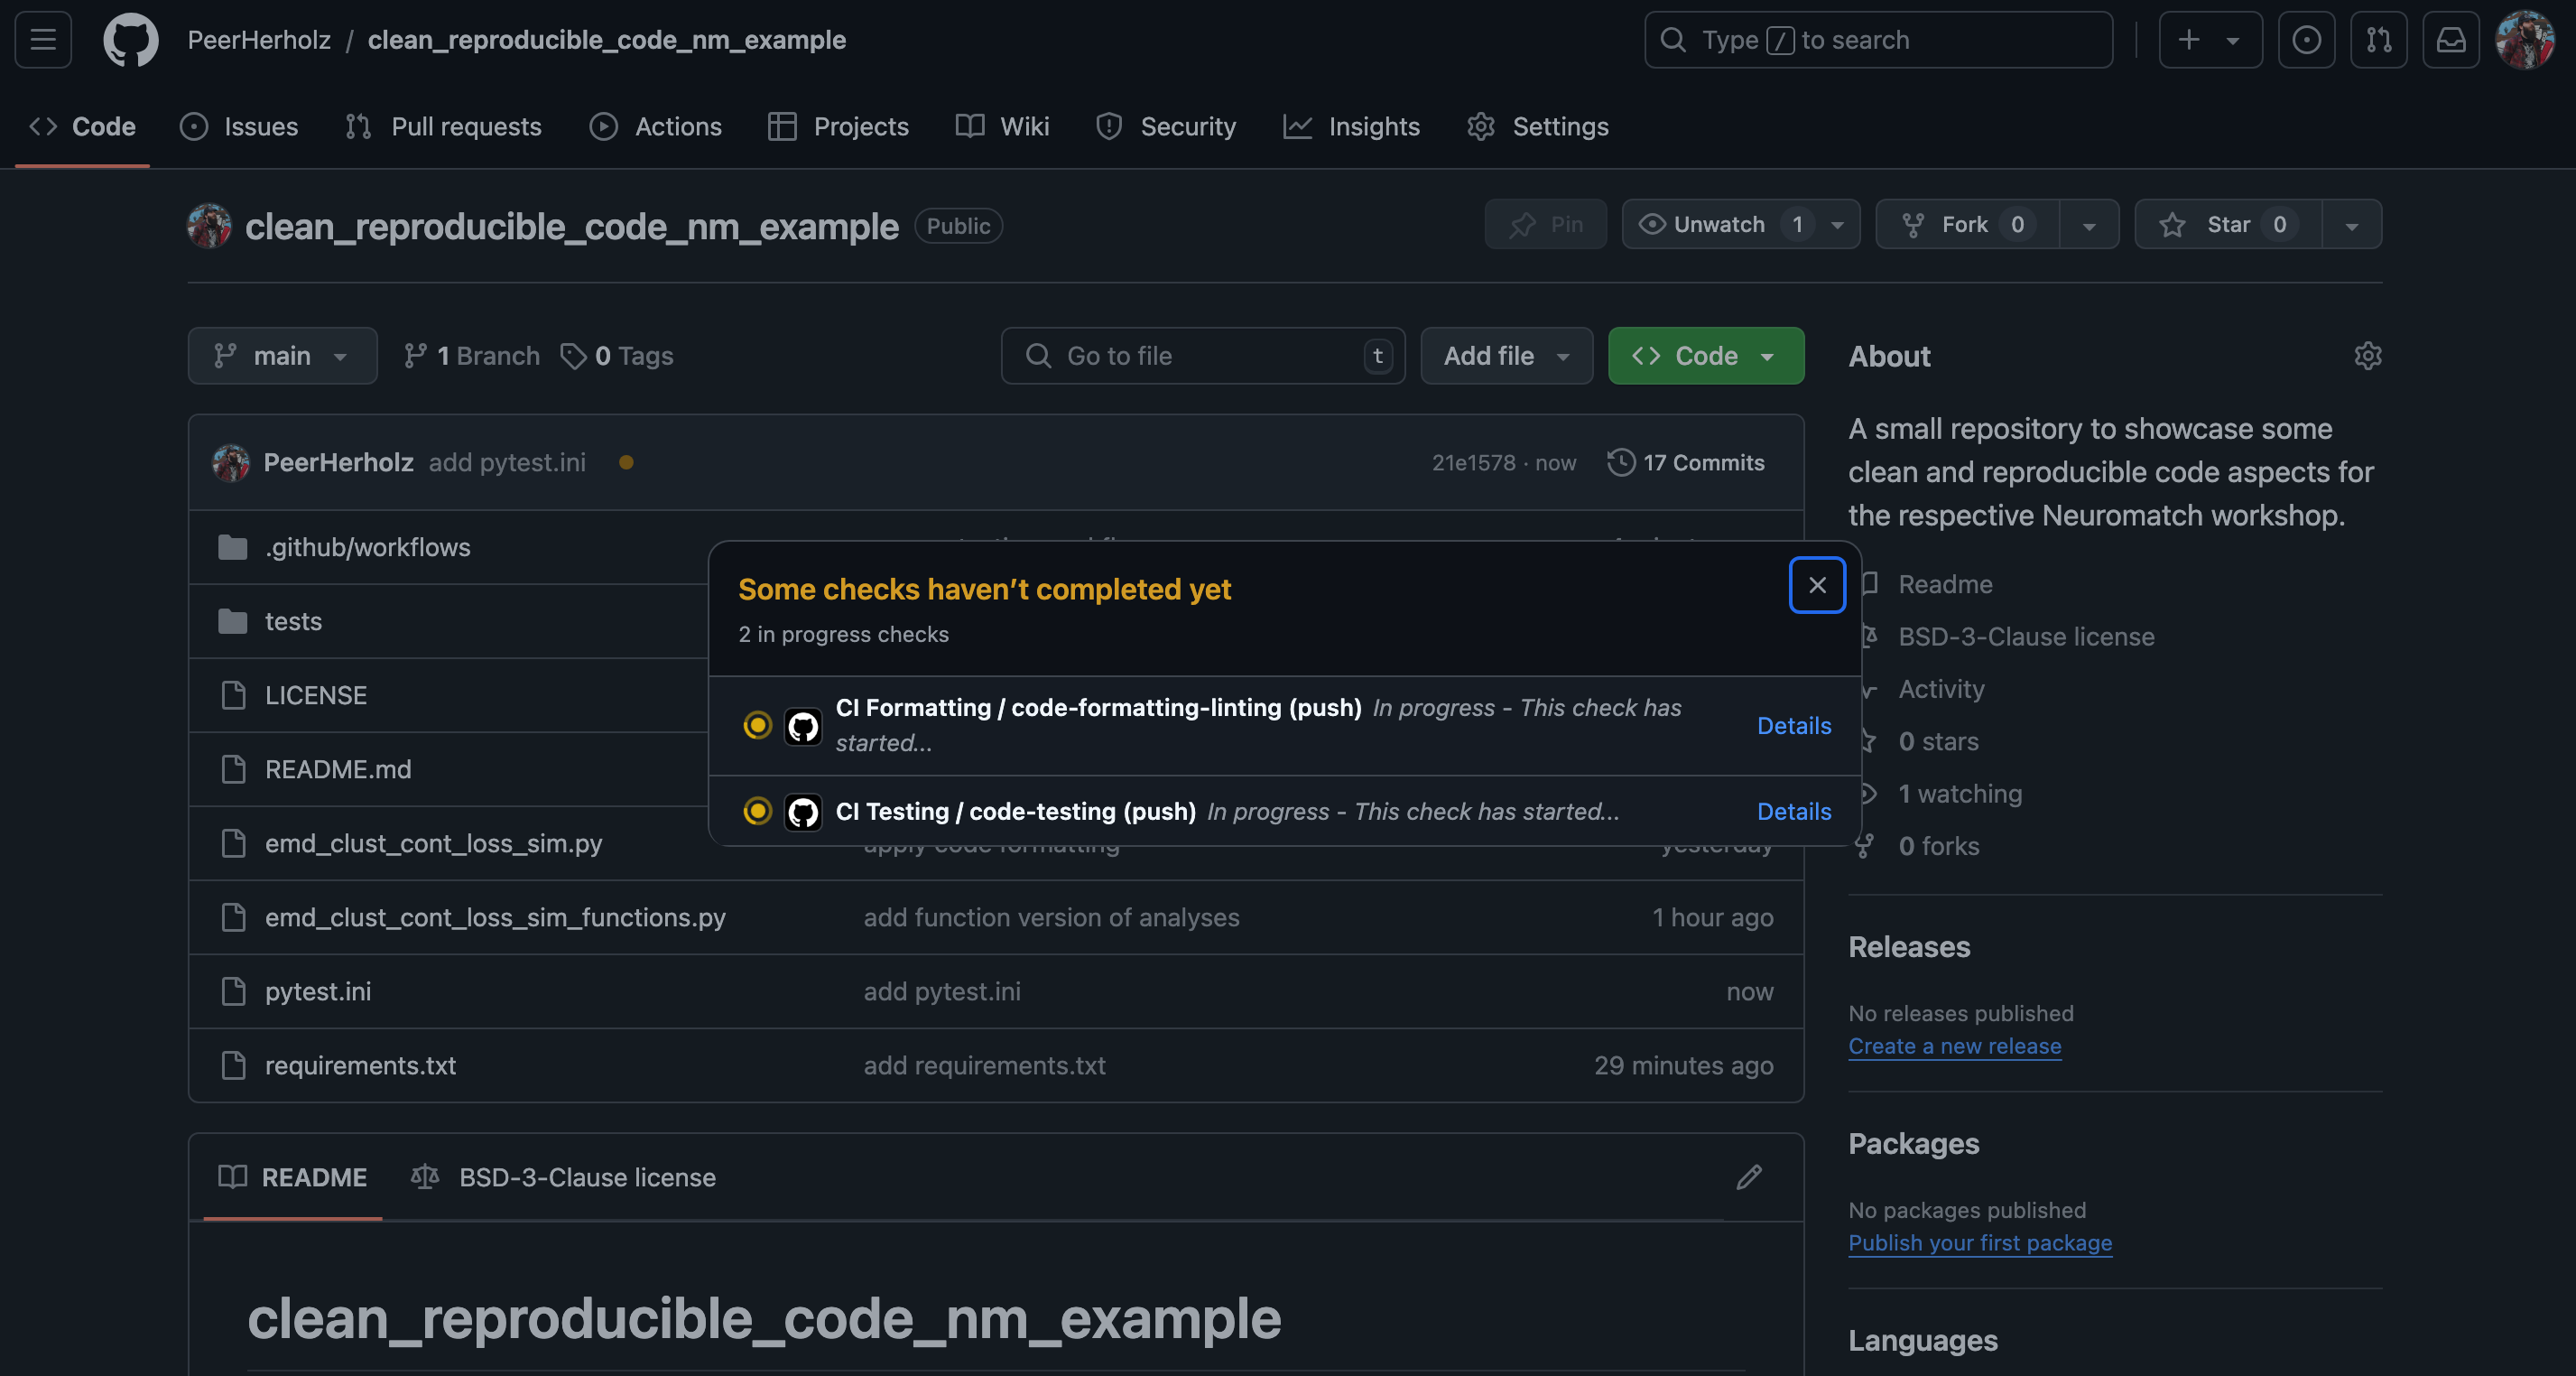 PeerHerholz / clean_reproducible_code_nm_example
Type / to search
Code Issues Pull requests Actions Projects Wiki Security Insights Settings
clean_reproducible_code_nm_example Public
Pin Unwatch 1 Fork 0 Star 0
main 1 Branch 0 Tags
Go to file t Add file Code
PeerHerholz add pytest.ini 21e1578 · now 17 Commits
.github/workflows
tests
LICENSE
README.md
emd_clust_cont_loss_sim.py apply code formatting yesterday
emd_clust_cont_loss_sim_functions.py add function version of analyses 1 hour ago
pytest.ini add pytest.ini now
requirements.txt add requirements.txt 29 minutes ago
Some checks haven’t completed yet
2 in progress checks
CI Formatting / code-formatting-linting (push) In progress - This check has
started...
Details
CI Testing / code-testing (push) In progress - This check has started...
Details
README BSD-3-Clause license
clean_reproducible_code_nm_example
About
A small repository to showcase some
clean and reproducible code aspects for
the respective Neuromatch workshop.
Readme
BSD-3-Clause license
Activity
0 stars
1 watching
0 forks
Releases
No releases published
Create a new release
Packages
No packages published
Publish your first package
Languages